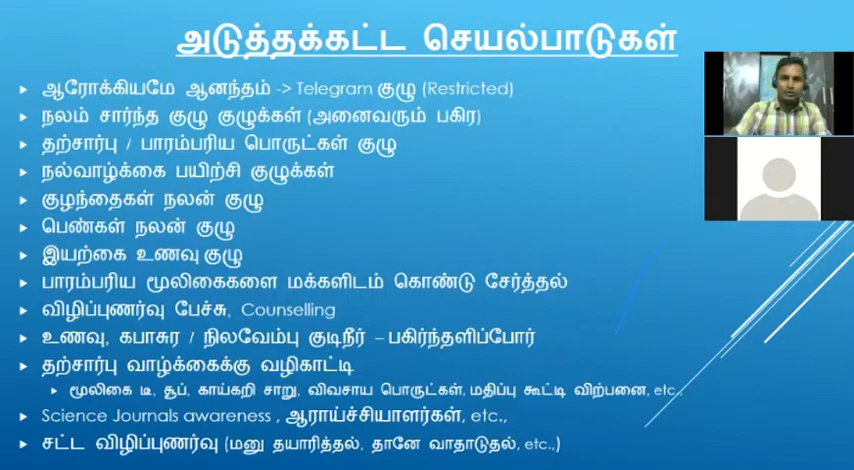 அடுத்தக்கட்ட செயல்பாடுகள்
ஆரோக்கியமே ஆனந்தம் -> Telegram குழு (Restricted)
நலம் சார்ந்த குழு குழுக்கள் (அனைவரும் பகிர)
தற்சார்பு / பாரம்பரிய பொருட்கள் குழு
நல்வாழ்க்கை பயிற்சி குழுக்கள்
குழந்தைகள் நலன் குழு
பெண்கள் நலன் குழு
இயற்கை உணவு குழு
பாரம்பரிய மூலிகைகளை மக்களிடம் கொண்டு சேர்த்தல்
விழிப்புணர்வு பேச்சு, Counselling
உணவு, கபாசுர / நிலவேம்பு குடிநீர் – பகிர்ந்தளிப்போர்
தற்சார்பு வாழ்க்கைக்கு வழிகாட்டி
மூலிகை டீ, சூப், காய்கறி சாறு, விவசாய பொருட்கள், மதிப்பு கூட்டி விற்பனை, etc.,
Science Journals awareness , ஆராய்ச்சியாளர்கள், etc.,
சட்ட விழிப்புணர்வு (மனு தயாரித்தல், தானே வாதாடுதல், etc.,)